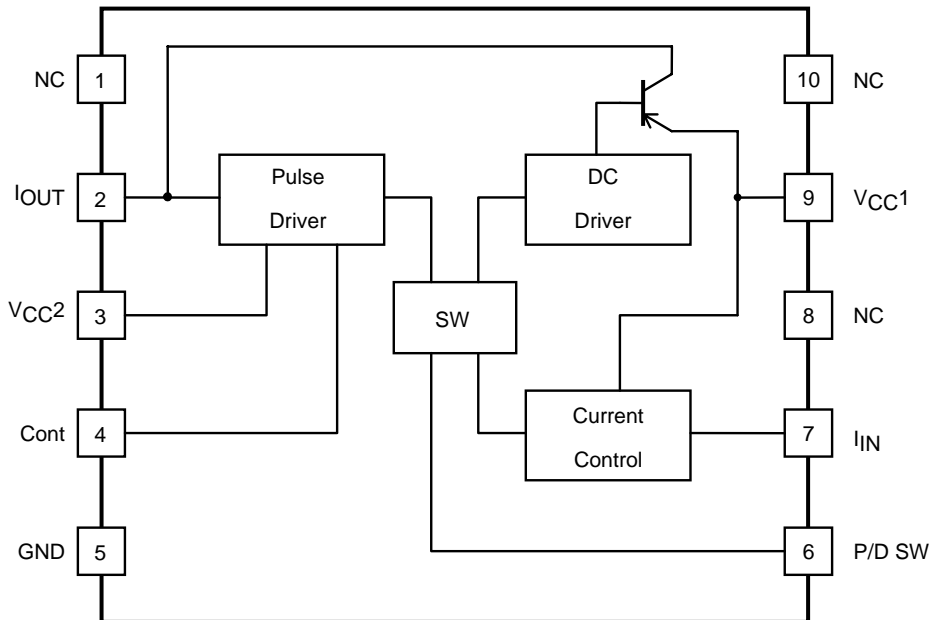 NC 1
10 NC
IOUT 2
Pulse
Driver
DC
Driver
9 VCC1
VCC2 3
SW
8 NC
Cont 4
Current
Control
7 IIN
GND 5
6 P/D SW